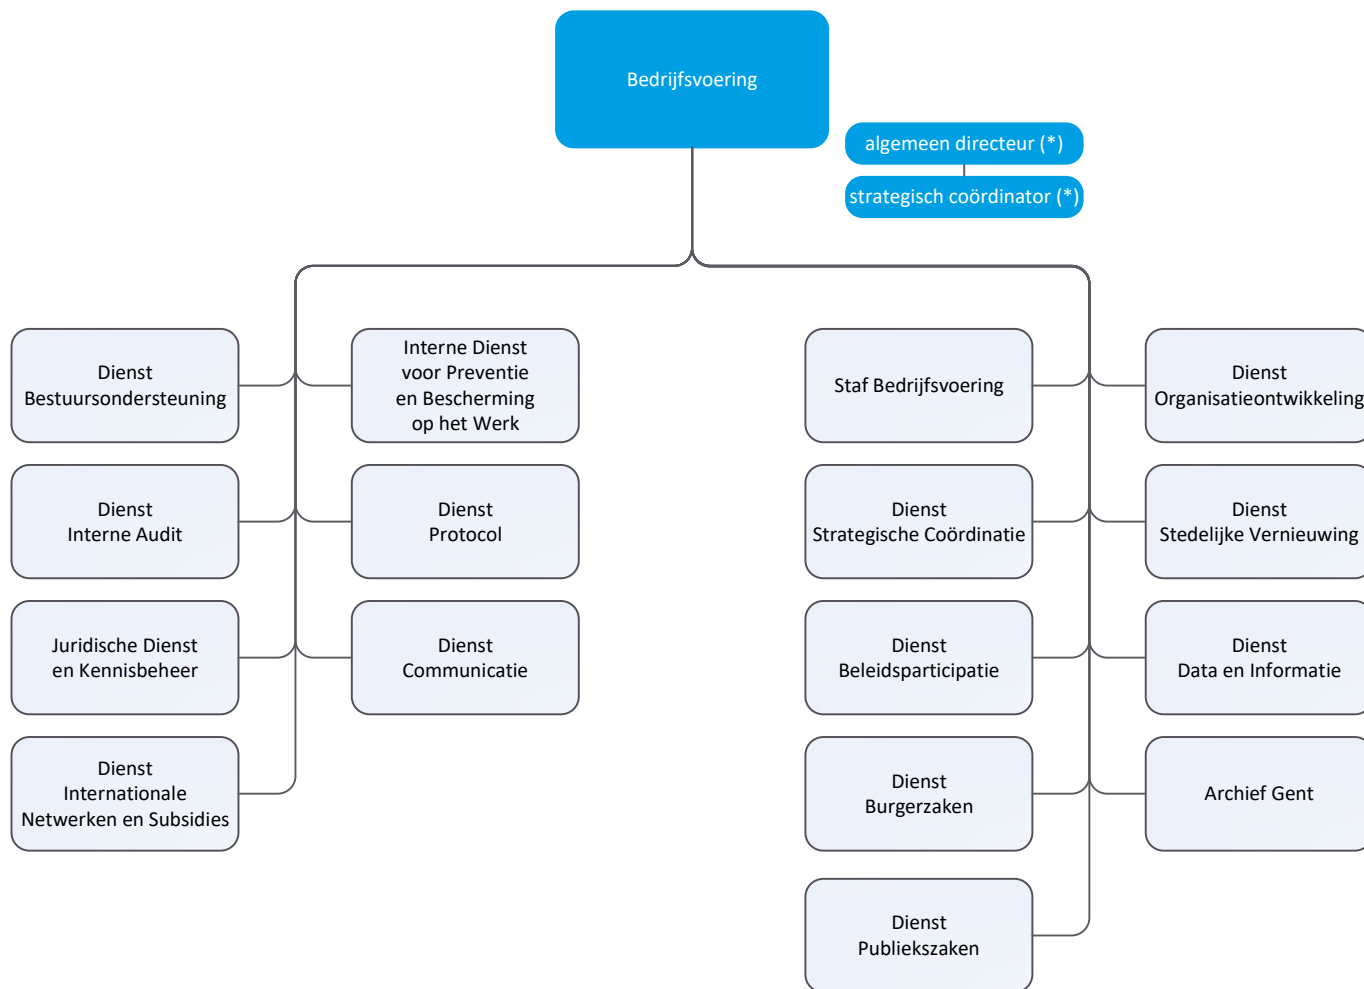 Bedrijfsvoering
algemeen directeur (*)
strategisch coördinator (*)
Dienst
Bestuursondersteuning
Interne Dienst
voor Preventie
en Bescherming
op het Werk
Staf Bedrijfsvoering
Dienst
Organisatieontwikkeling
Dienst
Interne Audit
Dienst
Protocol
Dienst
Strategische Coördinatie
Dienst
Stedelijke Vernieuwing
Juridische Dienst
en Kennisbeheer
Dienst
Communicatie
Dienst
Beleidsparticipatie
Dienst
Data en Informatie
Dienst
Internationale
Netwerken en Subsidies
Dienst
Burgerzaken
Archief Gent
Dienst
Publiekszaken